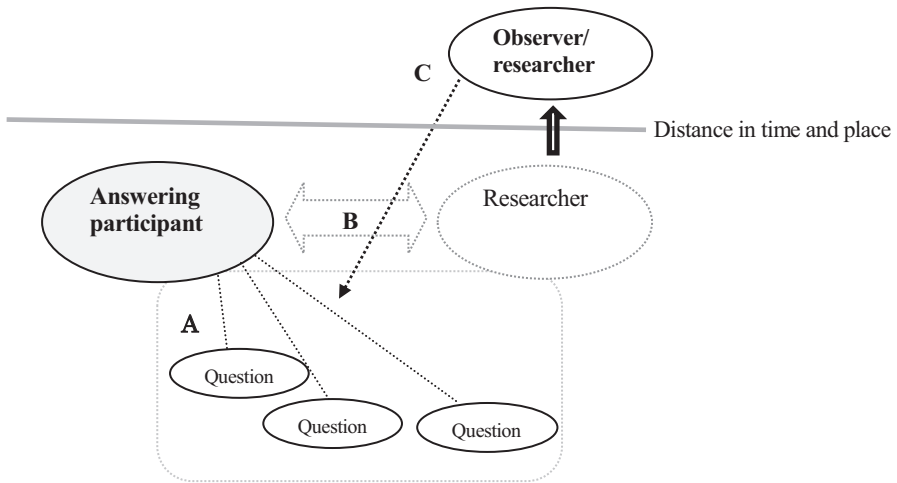 Observer/
researcher
C
Distance in time and place
Answering
participant
Researcher
B
A
Question
Question
Question